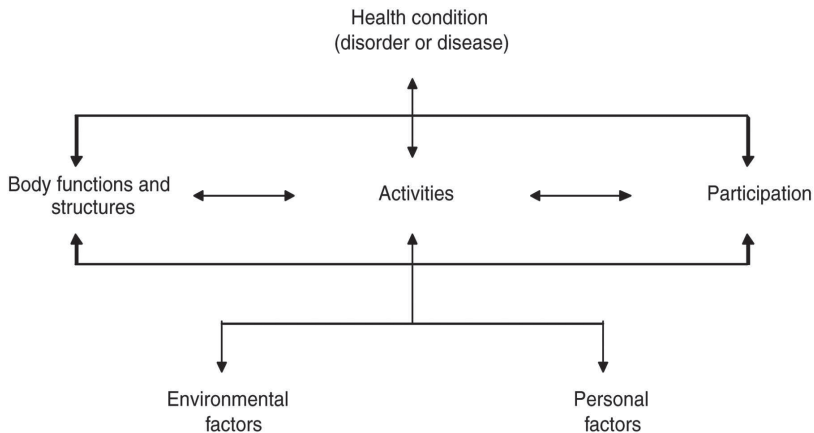 Health condition
(disorder or disease)
Body functions and
structures
Activities
Participation
Environmental
factors
Personal
factors